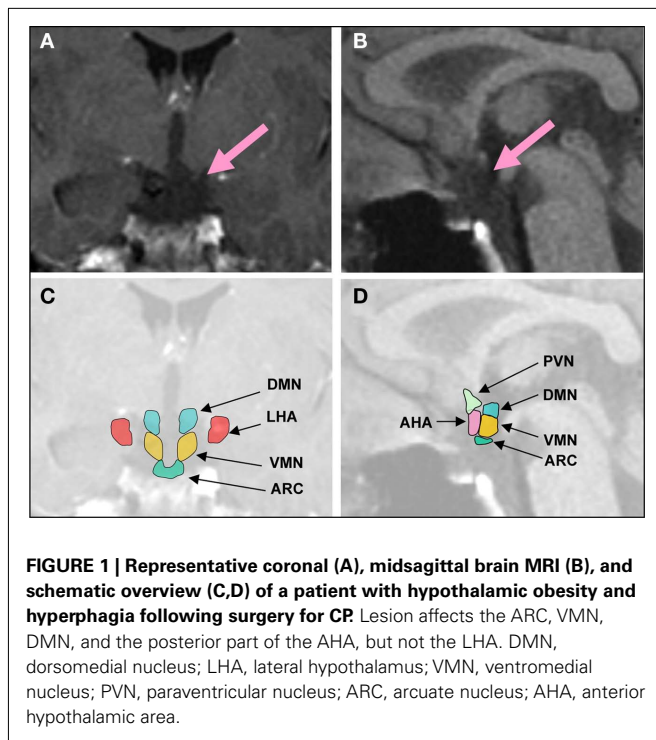 A
B
C
DMN
LHA
VMN
ARC
D
PVN
DMN
AHA
VMN
ARC
FIGURE 1 | Representative coronal (A), midsagittal brain MRI (B), and
schematic overview (C,D) of a patient with hypothalamic obesity and
hyperphagia following surgery for CP. Lesion affects the ARC, VMN,
DMN, and the posterior part of the AHA, but not the LHA. DMN,
dorsomedial nucleus; LHA, lateral hypothalamus; VMN, ventromedial
nucleus; PVN, paraventricular nucleus; ARC, arcuate nucleus; AHA, anterior
hypothalamic area.